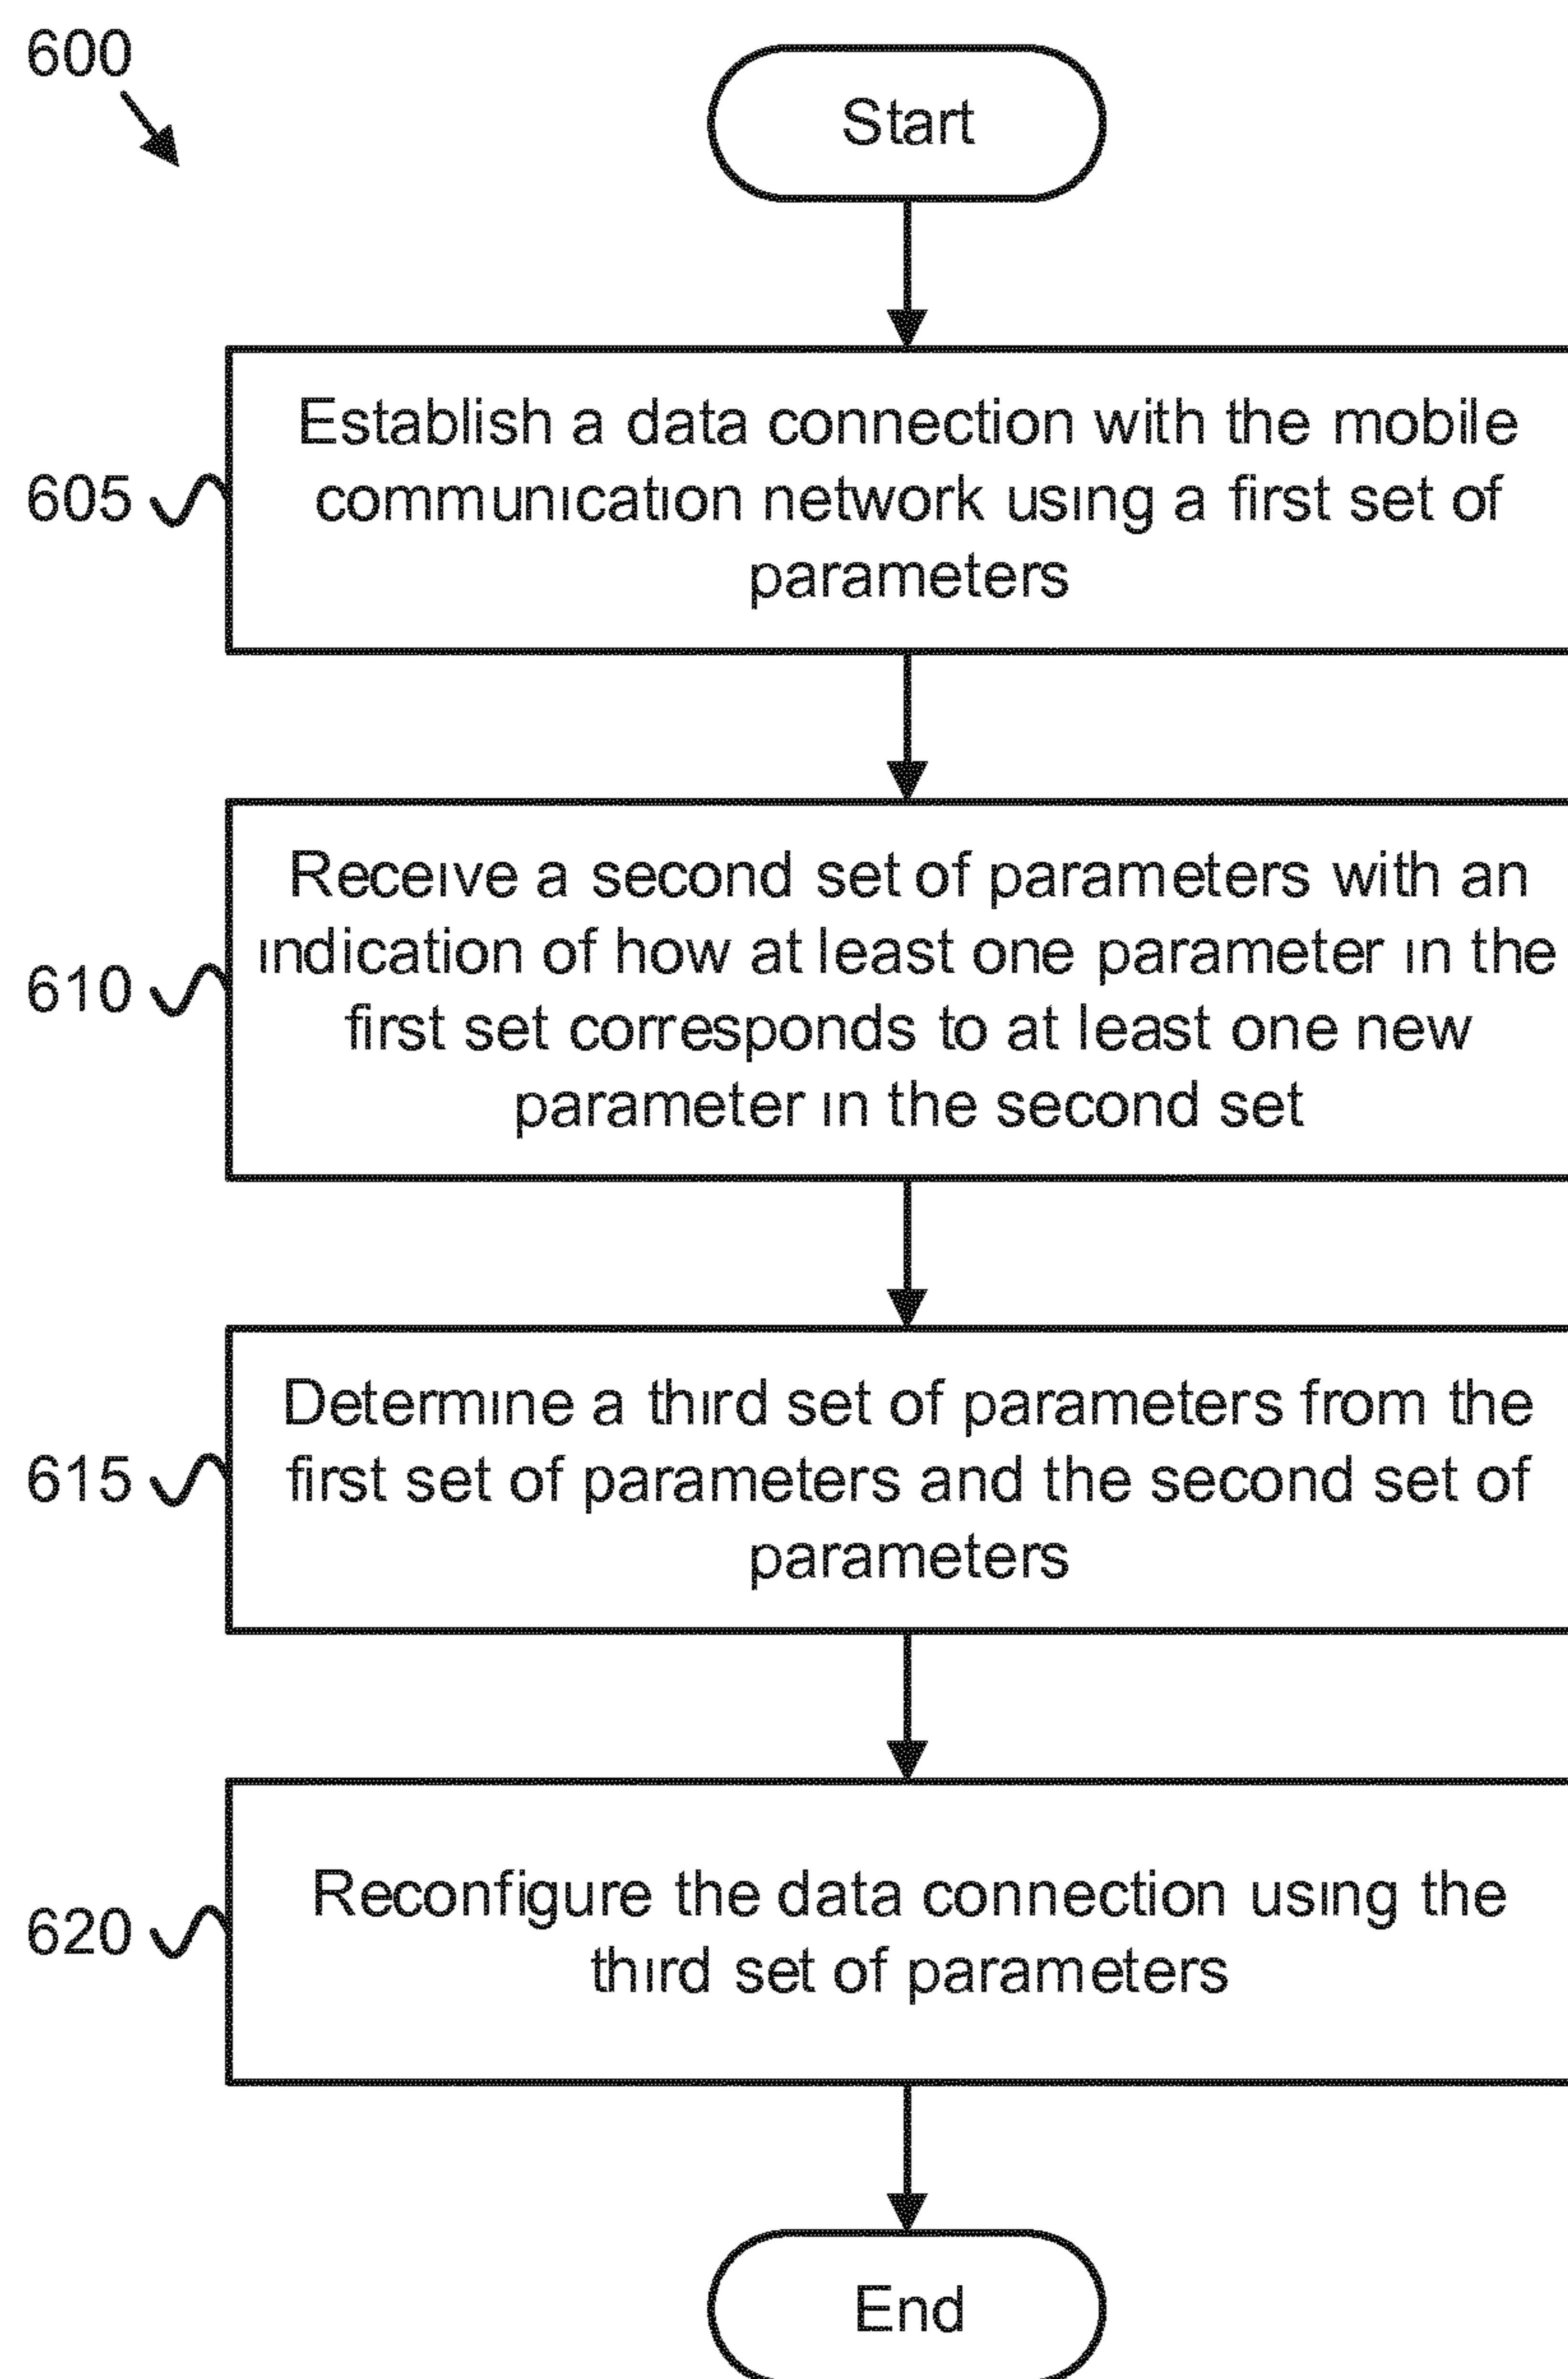 600
Start
605
Establish a data connection with the mobile
communication network using a first set of
parameters
610
Receive a second set of parameters with an
indication of how at least one parameter in the
first set corresponds to at least one new
parameter in the second set
615
Determine a third set of parameters from the
first set of parameters and the second set of
parameters
620
Reconfigure the data connection using the
third set of parameters
End